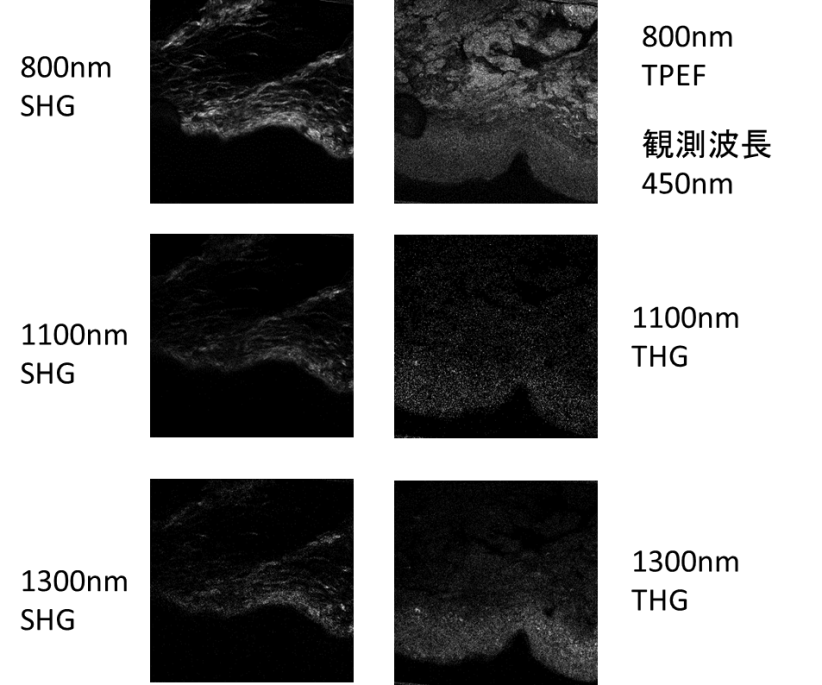 800nm
SHG
800nm
TPEF
観測波長
450nm
1100nm
SHG
1100nm
THG
1300nm
SHG
1300nm
THG